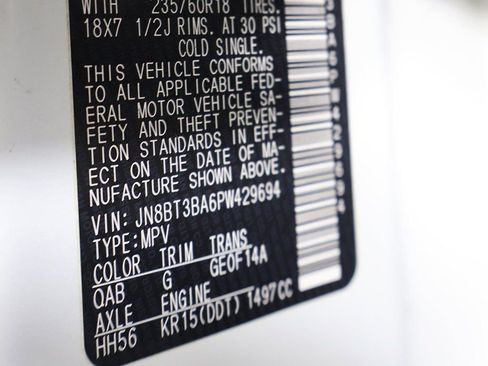 WITH 235/60R18 TIRES.
18X7 1/2J RIMS. AT 30 PSI
COLD SINGLE.
THIS VEHICLE CONFORMS
TO ALL APPLICABLE FED-
ERAL MOTOR VEHICLE SA-
FETY AND THEFT PREVEN-
TION STANDARDS IN EFF-
ECT ON THE DATE OF MA-
NUFACTURE SHOWN ABOVE.
VIN: JN8BT3BA6PW429694
TYPE:MPV
COLOR TRIM TRANS
QAB G GE0F14A
AXLE ENGINE
HH56 KR15(DDT) 1497CC